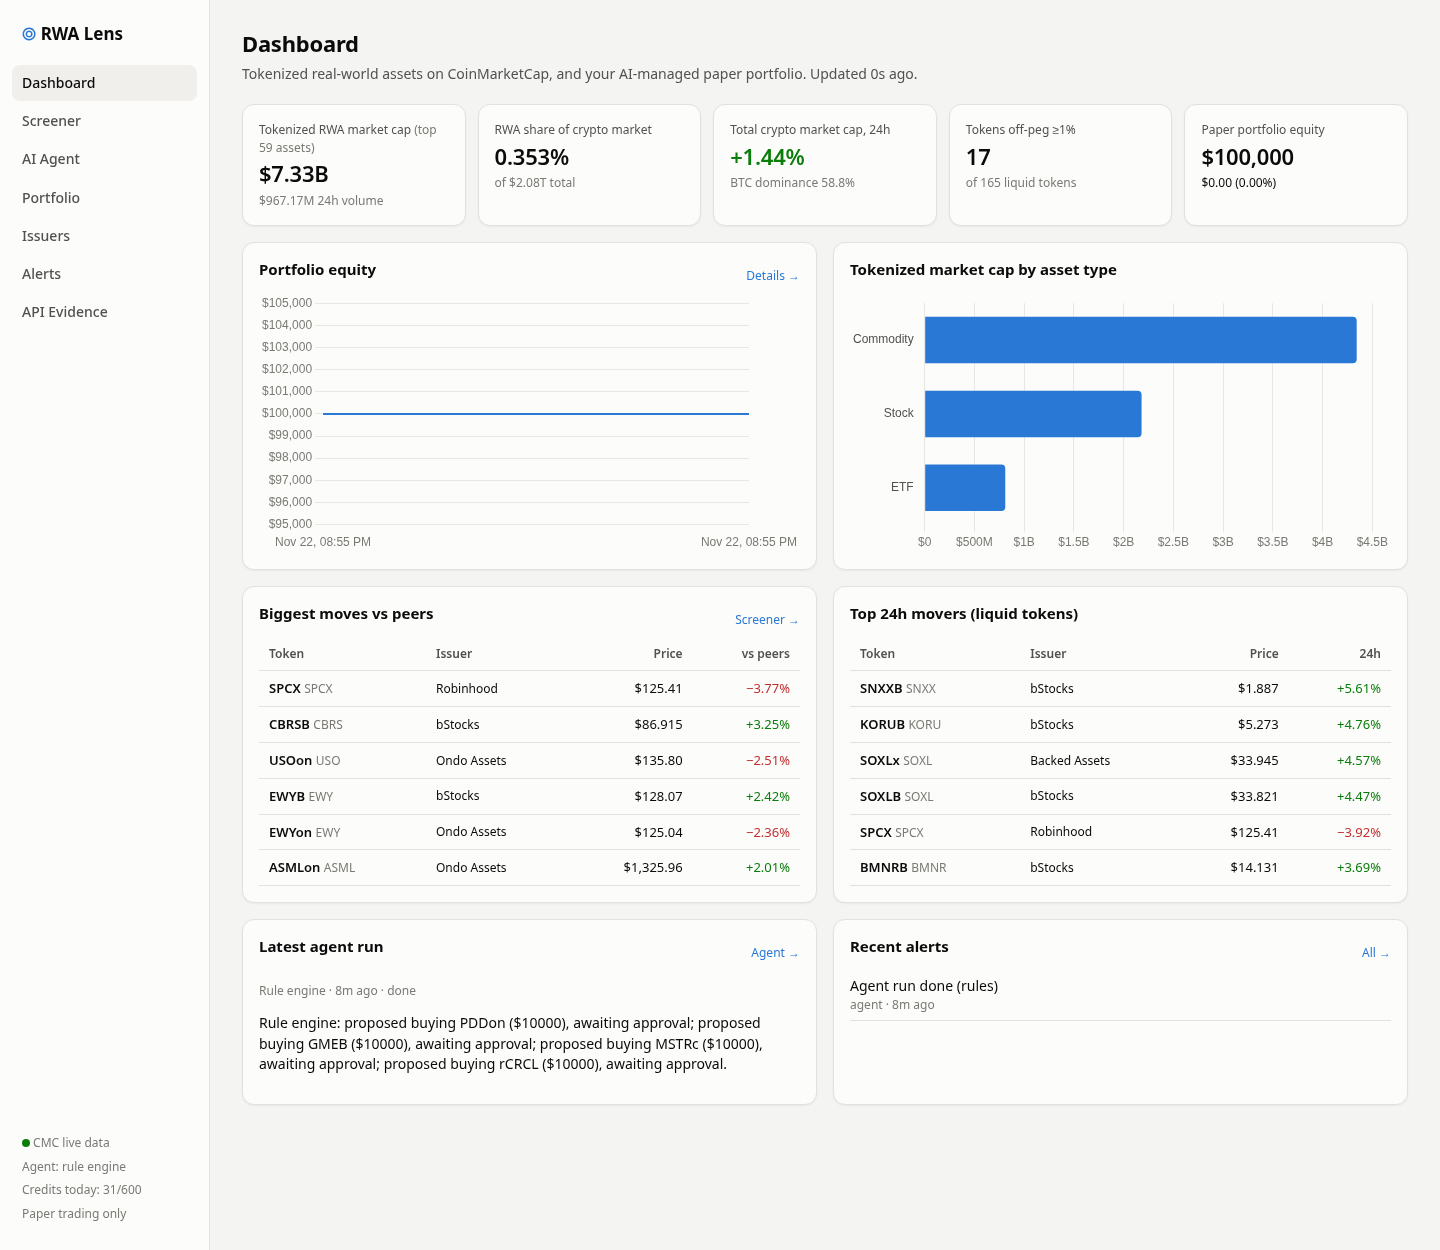 RWA Lens
Dashboard
Screener
AI Agent
Portfolio
Issuers
Alerts
API Evidence
CMC live data
Agent: rule engine
Credits today: 31/600
Paper trading only
Dashboard
Tokenized real-world assets on CoinMarketCap, and your AI-managed paper portfolio. Updated 0s ago.
Tokenized RWA market cap (top
59 assets)
$7.33B
$967.17M 24h volume
RWA share of crypto market
0.353%
of $2.08T total
Total crypto market cap, 24h
+1.44%
BTC dominance 58.8%
Tokens off-peg ≥1%
17
of 165 liquid tokens
Paper portfolio equity
$100,000
$0.00 (0.00%)
Portfolio equity
Details →
$105,000
$104,000
$103,000
$102,000
$101,000
$100,000
$99,000
$98,000
$97,000
$96,000
$95,000
Nov 22, 08:55 PM Nov 22, 08:55 PM
Tokenized market cap by asset type
Commodity
Stock
ETF
$0 $500M $1B $1.5B $2B $2.5B $3B $3.5B $4B $4.5B
Biggest moves vs peers
Screener →
Token Issuer Price vs peers
SPCX SPCX Robinhood $125.41 −3.77%
CBRSB CBRS bStocks $86.915 +3.25%
USOon USO Ondo Assets $135.80 −2.51%
EWYB EWY bStocks $128.07 +2.42%
EWYon EWY Ondo Assets $125.04 −2.36%
ASMLon ASML Ondo Assets $1,325.96 +2.01%
Top 24h movers (liquid tokens)
Token Issuer Price 24h
SNXXB SNXX bStocks $1.887 +5.61%
KORUB KORU bStocks $5.273 +4.76%
SOXLx SOXL Backed Assets $33.945 +4.57%
SOXLB SOXL bStocks $33.821 +4.47%
SPCX SPCX Robinhood $125.41 −3.92%
BMNRB BMNR bStocks $14.131 +3.69%
Latest agent run
Agent →
Rule engine · 8m ago · done
Rule engine: proposed buying PDDon ($10000), awaiting approval; proposed
buying GMEB ($10000), awaiting approval; proposed buying MSTRc ($10000),
awaiting approval; proposed buying rCRCL ($10000), awaiting approval.
Recent alerts
All →
Agent run done (rules)
agent · 8m ago